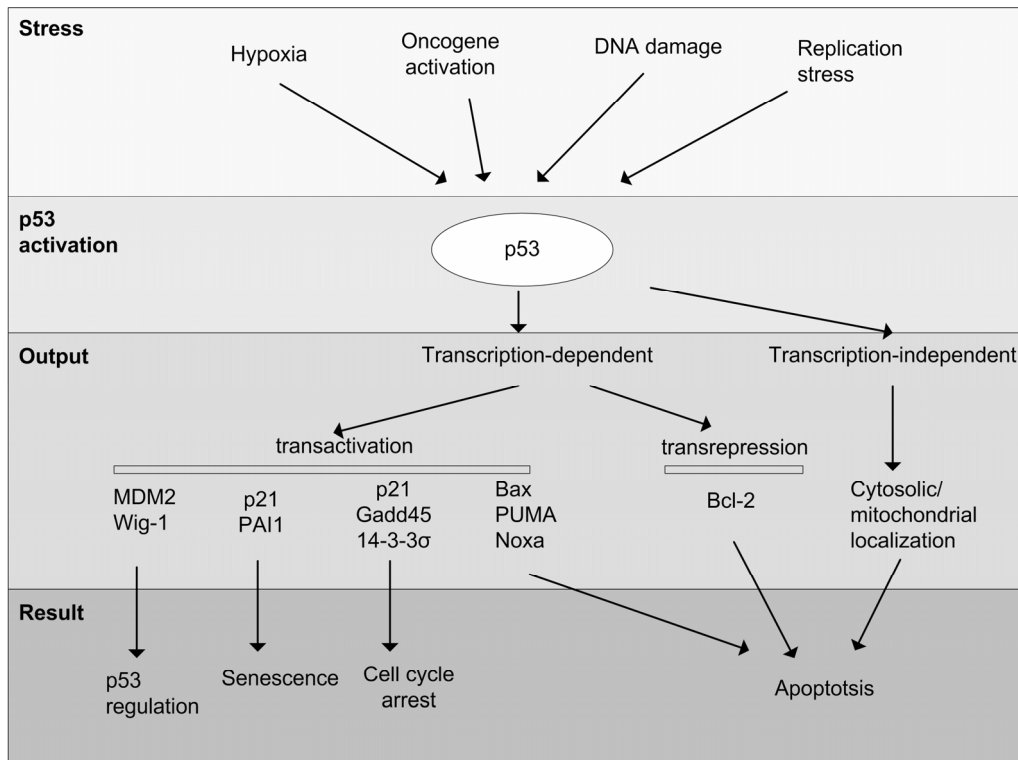 Stress
Hypoxia
Oncogene
activation
DNA damage
Replication
stress
p53
activation
p53
Output
Transcription-dependent
Transcription-independent
transactivation
transrepression
MDM2
Wig-1
p21
PAI1
p21
Gadd45
14-3-3σ
Bax
PUMA
Noxa
Bcl-2
Cytosolic/
mitochondrial
localization
Result
p53
regulation
Senescence
Cell cycle
arrest
Apoptotsis